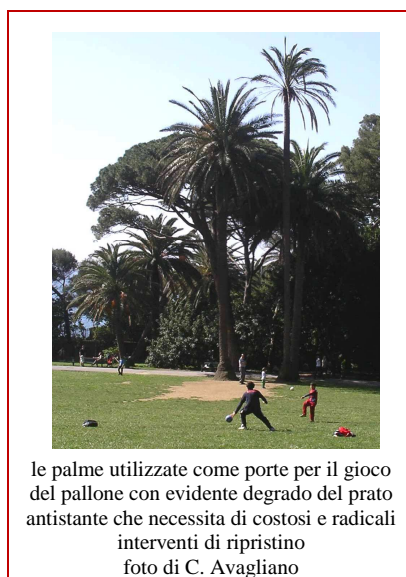 le palme utilizzate come porte per il gioco
del pallone con evidente degrado del prato
antistante che necessita di costosi e radicali
interventi di ripristino
foto di C. Avagliano